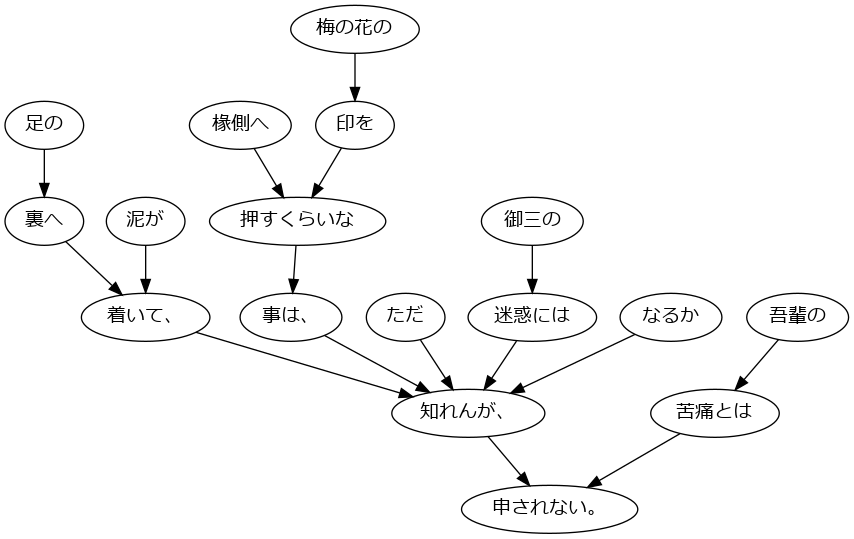 梅の花の
足の
椽側へ
印を
裏へ
泥が
押すくらいな
御三の
着いて、
事は、
ただ
迷惑には
なるか
吾輩の
知れんが、
苦痛とは
申されない。